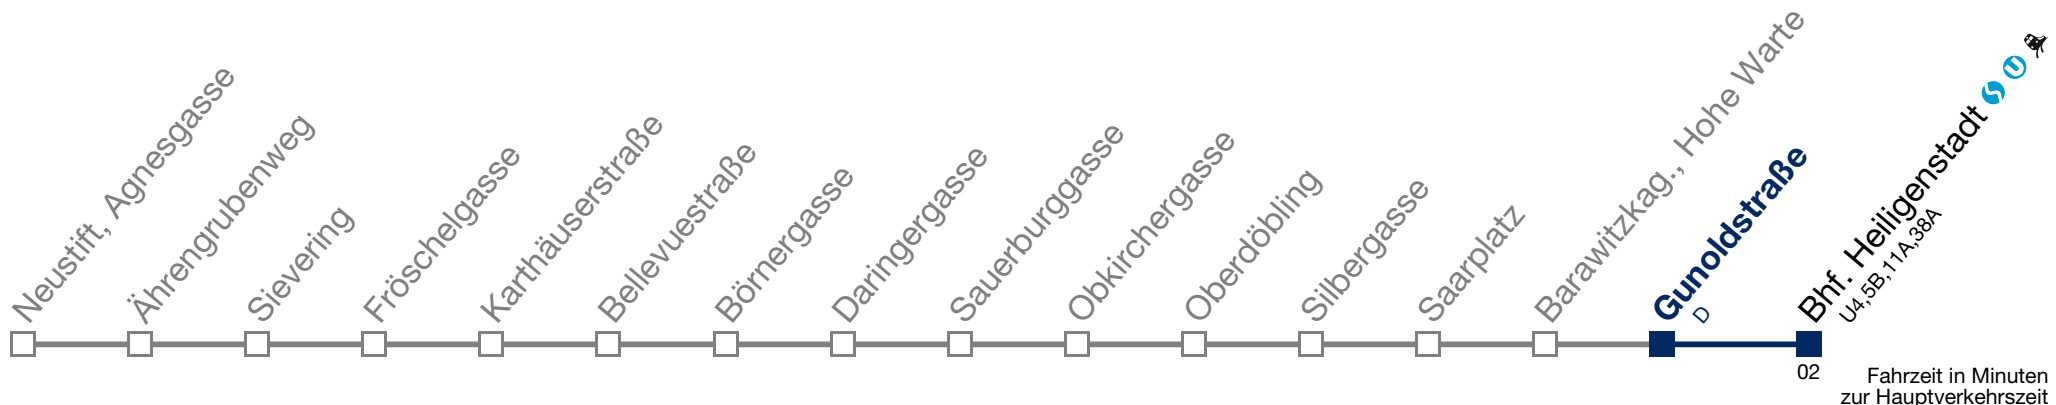 Neustift, Agnesgasse
Ährengrubenweg
Sievering
Fröschelgasse
Karthäuserstraße
Bellevuestraße
Börnergasse
Daringergasse
Sauerburggasse
Obkirchergasse
Oberdöbling
Silbergasse
Saarplatz
Barawitzkag., Hohe Warte
Gunoldstraße
D
Bhf. Heiligenstadt S U
U4,5B,11A,38A
02
Fahrzeit in Minuten
zur Hauptverkehrszeit